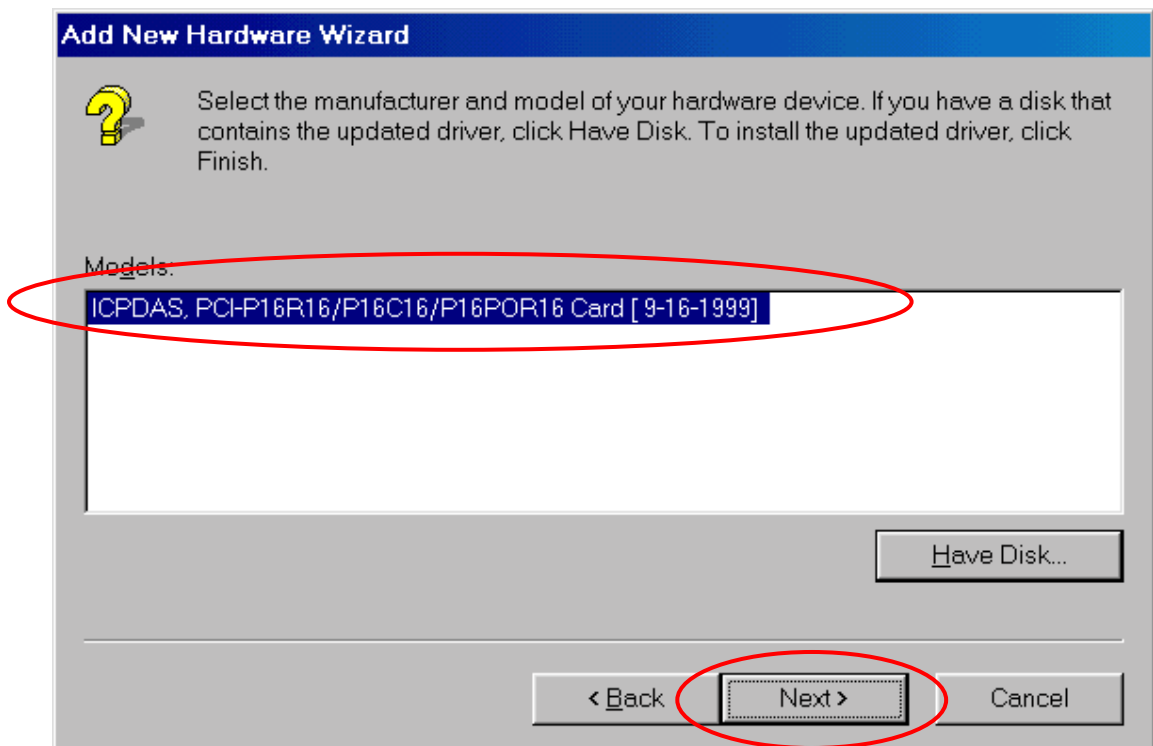 Add New Hardware Wizard
Select the manufacturer and model of your hardware device. If you have a disk that
contains the updated driver, click Have Disk. To install the updated driver, click
Finish.
Models:
ICPDAS, PCI-P16R16/P16C16/P16POR16 Card [ 9-16-1999]
Have Disk...
< Back
Next >
Cancel